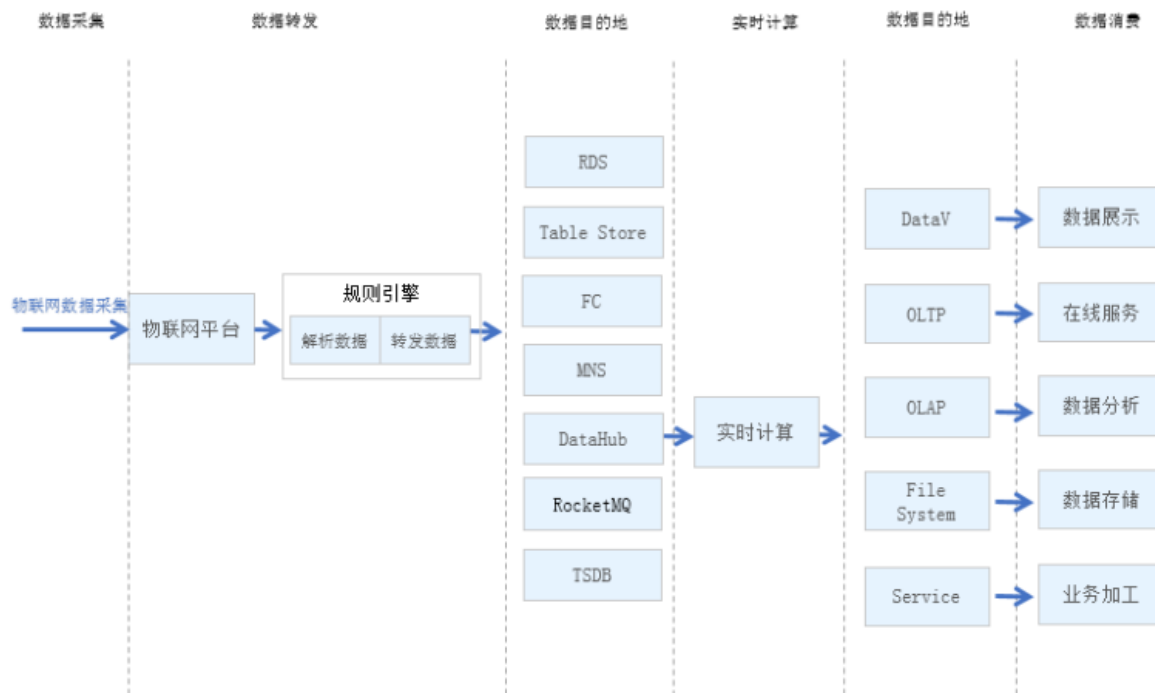 数据采集
数据转发
数据目的地
实时计算
数据目的地
数据消费
物联网数据采集
物联网平台
规则引擎
解析数据
转发数据
RDS
Table Store
FC
MNS
DataHub
RocketMQ
TSDB
实时计算
DataV
OLTP
OLAP
File
System
Service
数据展示
在线服务
数据分析
数据存储
业务加工